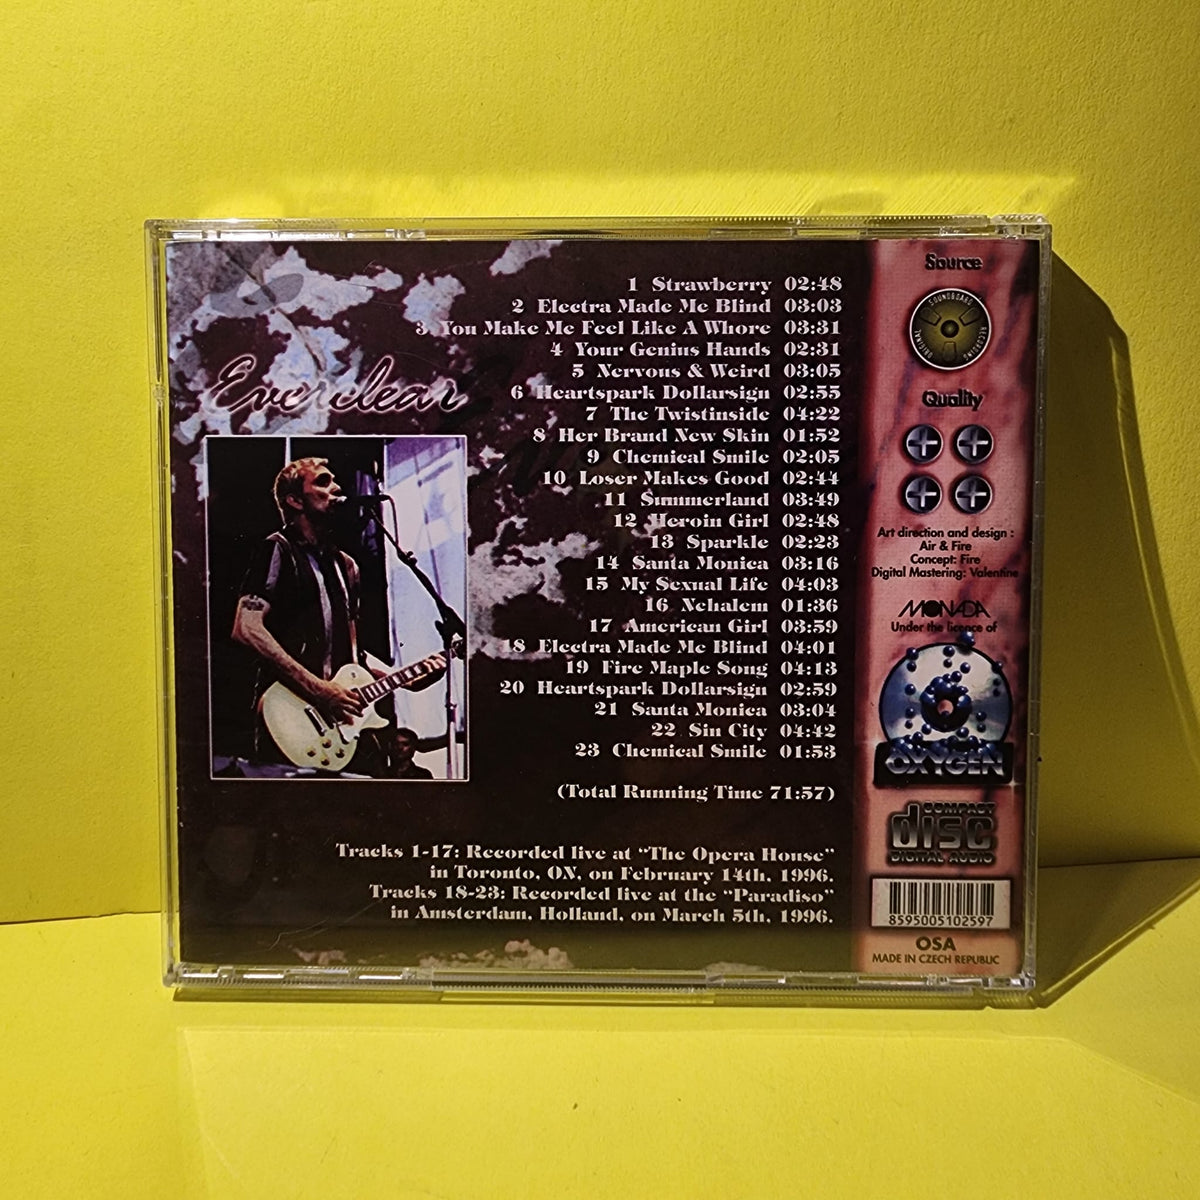 Everclear
1 Strawberry 02:48
2 Electra Made Me Blind 03:03
3 You Make Me Feel Like A Whore 03:31
4 Your Genius Hands 02:31
5 Nervous & Weird 03:05
6 Heartspark Dollarsign 02:55
7 The Twistinside 04:22
8 Her Brand New Skin 01:52
9 Chemical Smile 02:05
10 Loser Makes Good 02:44
11 Summerland 03:49
12 Heroin Girl 02:48
13 Sparkle 02:23
14 Santa Monica 03:16
15 My Sexual Life 04:03
16 Nehalem 01:36
17 American Girl 03:59
18 Electra Made Me Blind 04:01
19 Fire Maple Song 04:13
20 Heartspark Dollarsign 02:59
21 Santa Monica 03:04
22 Sin City 04:42
23 Chemical Smile 01:53
(Total Running Time 71:57)
Tracks 1-17: Recorded live at "The Opera House"
in Toronto, ON, on February 14th, 1996.
Tracks 18-23: Recorded live at the "Paradiso"
in Amsterdam, Holland, on March 5th, 1996.
Source
SOUNDBOARD
RECORDING
ORIGINAL
Quality
Art direction and design :
Air & Fire
Concept: Fire
Digital Mastering: Valentine
MONADA
Under the licence of
OXYGEN
COMPACT
disc
DIGITAL AUDIO
8595005102597
OSA
MADE IN CZECH REPUBLIC